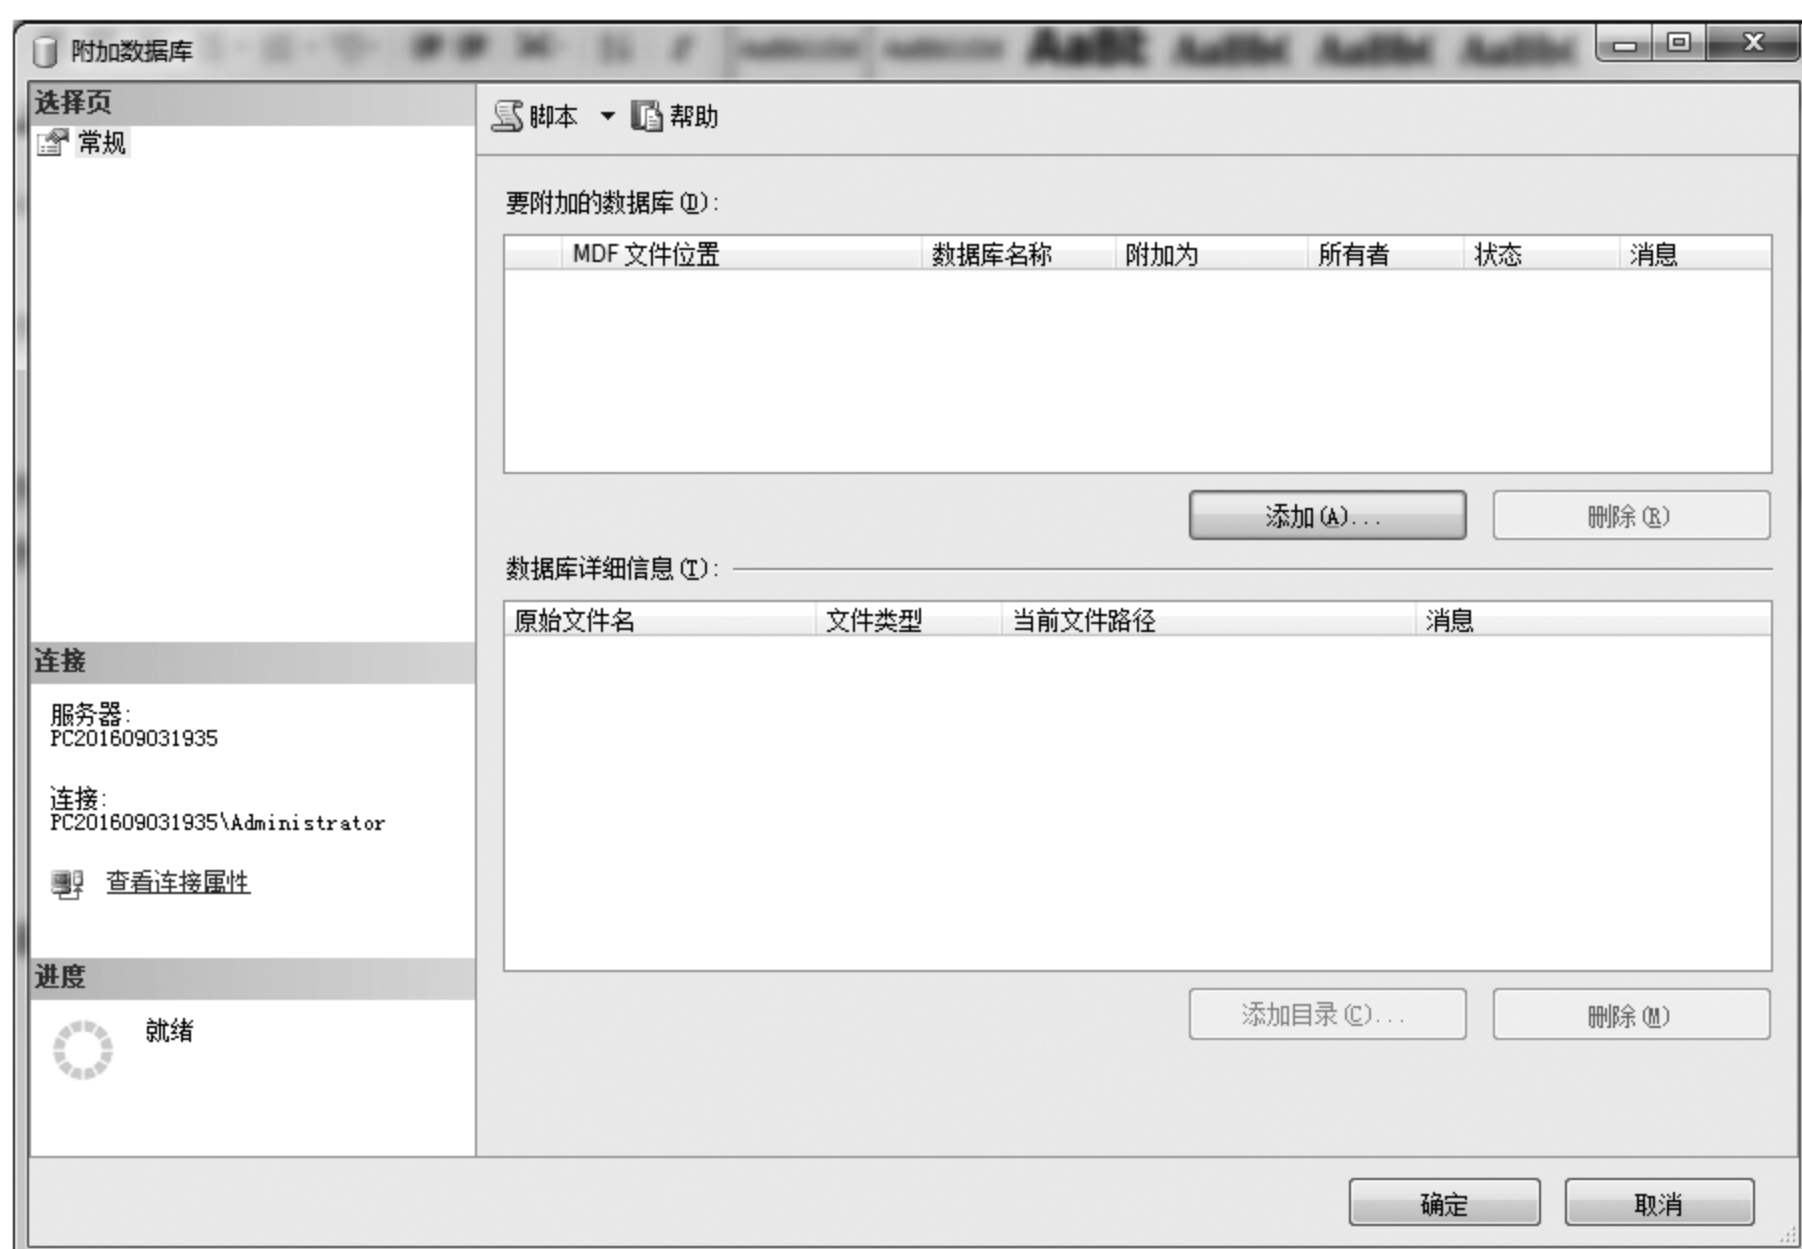 附加数据库
选择页
常规
脚本 帮助
要附加的数据库(D):
MDF 文件位置 数据库名称 附加为 所有者 状态 消息
添加(A)... 删除(R)
数据库详细信息(T):
原始文件名 文件类型 当前文件路径 消息
连接
服务器:
PC201609031935
连接:
PC201609031935\Administrator
查看连接属性
进度
就绪
添加目录(C)... 删除(M)
确定 取消